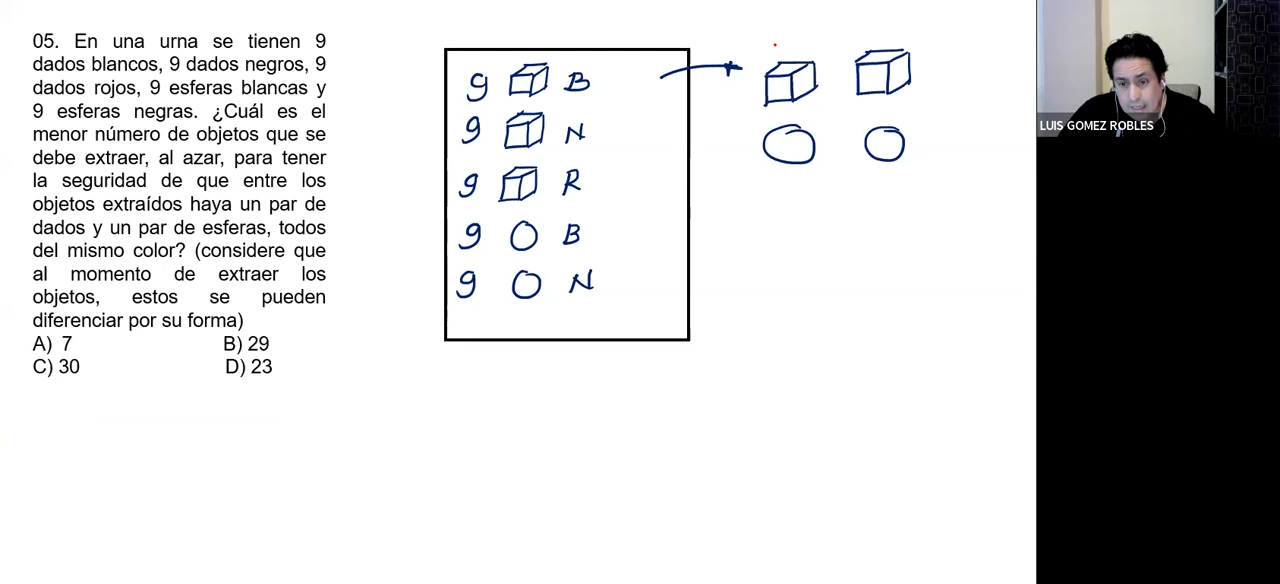 05. En una urna se tienen 9
dados blancos, 9 dados negros, 9
dados rojos, 9 esferas blancas y
9 esferas negras. ¿Cuál es el
menor número de objetos que se
debe extraer, al azar, para tener
la seguridad de que entre los
objetos extraídos haya un par de
dados y un par de esferas, todos
del mismo color? (considere que
al momento de extraer los
objetos, estos se pueden
diferenciar por su forma)
A) 7 B) 29
C) 30 D) 23
9 B
9 N
9 R
9 B
9 N
LUIS GOMEZ ROBLES